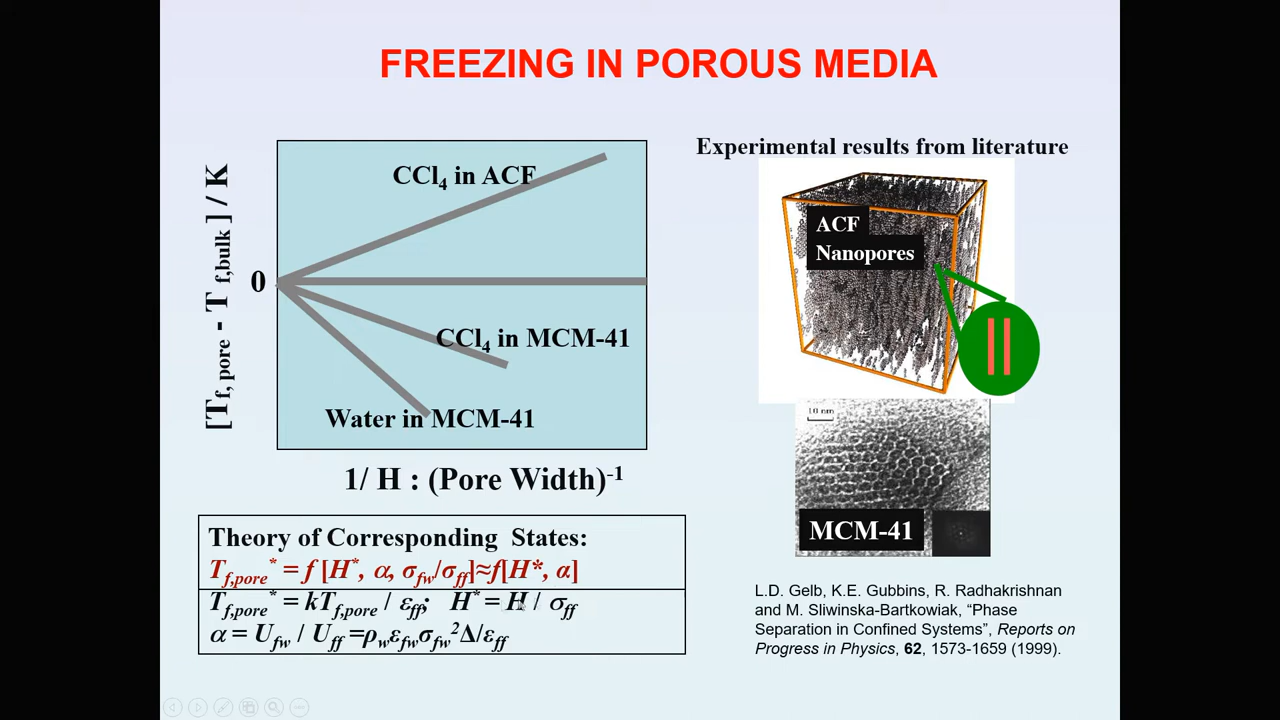 FREEZING IN POROUS MEDIA
[T f, pore - T f,bulk ] / K
0
CCl4 in ACF
CCl4 in MCM-41
Water in MCM-41
1/ H : (Pore Width)-1
Theory of Corresponding States:
Tf,pore* = f [H*, α, σfw/σff]≈f[H*, α]
Tf,pore* = kTf,pore / εff; H* = H / σff
α = Ufw / Uff =ρwεfwσfw2Δ/εff
Experimental results from literature
ACF
Nanopores
10 nm
MCM-41
L.D. Gelb, K.E. Gubbins, R. Radhakrishnan
and M. Sliwinska-Bartkowiak, “Phase
Separation in Confined Systems”, Reports on
Progress in Physics, 62, 1573-1659 (1999).